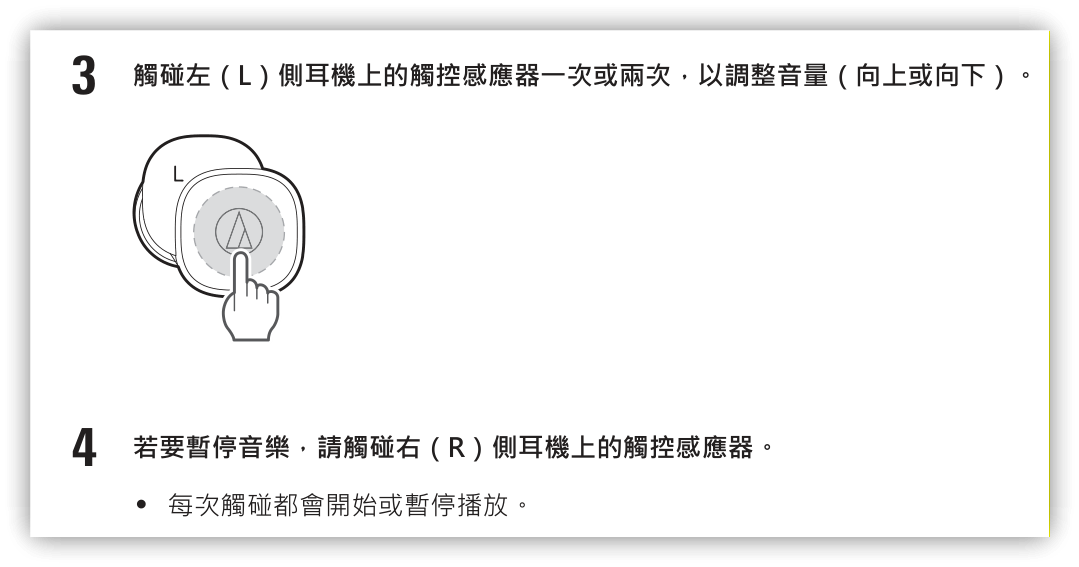 3 觸碰左（L）側耳機上的觸控感應器一次或兩次，以調整音量（向上或向下）。
L
4 若要暫停音樂，請觸碰右（R）側耳機上的觸控感應器。
• 每次觸碰都會開始或暫停播放。